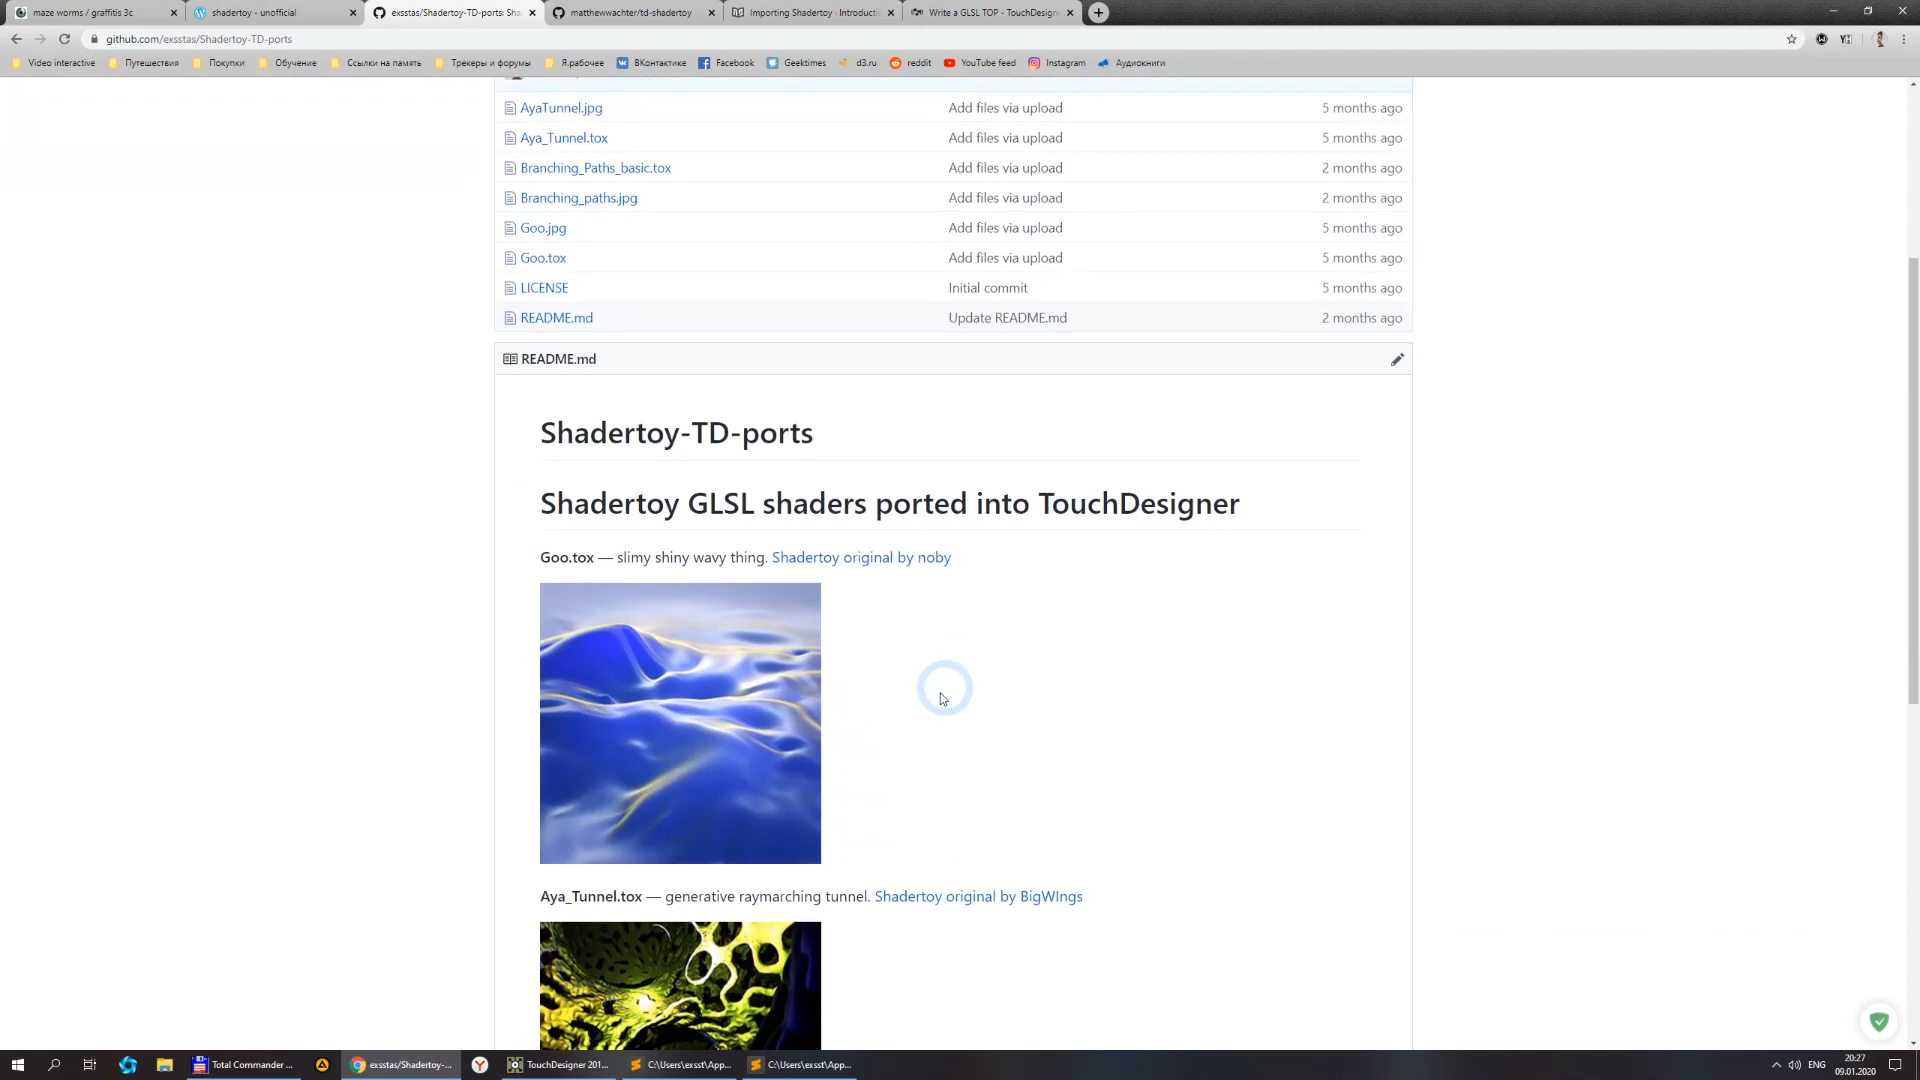 maze worms / graffitis 3c
shadertoy - unofficial
exsstas/Shadertoy-TD-ports: Sha
matthewwachter/td-shadertoy
Importing Shadertoy · Introducti
Write a GLSL TOP - TouchDesign
github.com/exsstas/Shadertoy-TD-ports
Video interactive
Путешествия
Покупки
Обучение
Ссылки на память
Трекеры и форумы
Я.рабочее
ВКонтактике
Facebook
Geektimes
d3.ru
reddit
YouTube feed
Instagram
Аудиокниги
AyaTunnel.jpg Add files via upload 5 months ago
Aya_Tunnel.tox Add files via upload 5 months ago
Branching_Paths_basic.tox Add files via upload 2 months ago
Branching_paths.jpg Add files via upload 2 months ago
Goo.jpg Add files via upload 5 months ago
Goo.tox Add files via upload 5 months ago
LICENSE Initial commit 5 months ago
README.md Update README.md 2 months ago
README.md
Shadertoy-TD-ports
Shadertoy GLSL shaders ported into TouchDesigner
Goo.tox — slimy shiny wavy thing. Shadertoy original by noby
Aya_Tunnel.tox — generative raymarching tunnel. Shadertoy original by BigWIngs
Total Commander ...
exsstas/Shadertoy-...
TouchDesigner 201...
C:\Users\exsst\App...
C:\Users\exsst\App...
ENG
20:27
09.01.2020